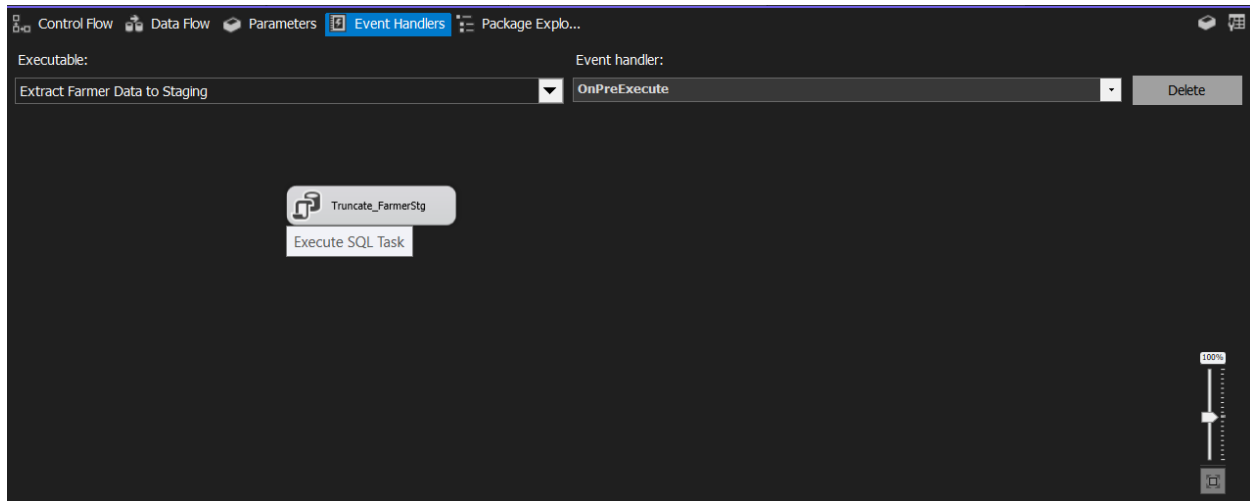 Control Flow Data Flow Parameters Event Handlers Package Explo...
Executable: Event handler:
Extract Farmer Data to Staging OnPreExecute Delete
Truncate_FarmerStg
Execute SQL Task
100%